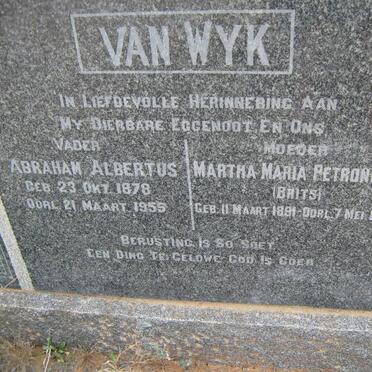 VAN WYK
IN LIEFDEVOLLE HERINNERING AAN
MY DIERBARE EGGENOOT EN ONS
VADER MOEDER
ABRAHAM ALBERTUS MARTHA MARIA PETRON
GEB. 23 OKT. 1878 (BRITS)
OORL. 21 MAART 1955 GEB. 11 MAART 1881-OORL. 7 MEI
BERUSTING IS SO SOET
EEN DING TE GELOWE GOD IS GOED